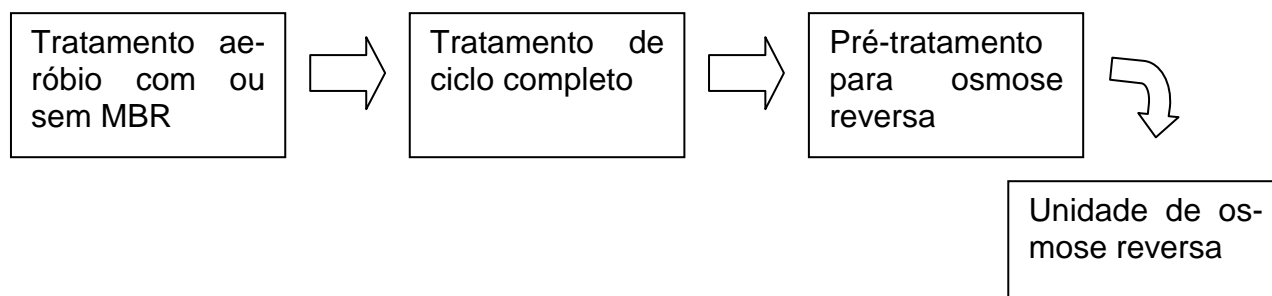 Tratamento ae-
róbio com ou
sem MBR
Tratamento de
ciclo completo
Pré-tratamento
para osmose
reversa
Unidade de os-
mose reversa